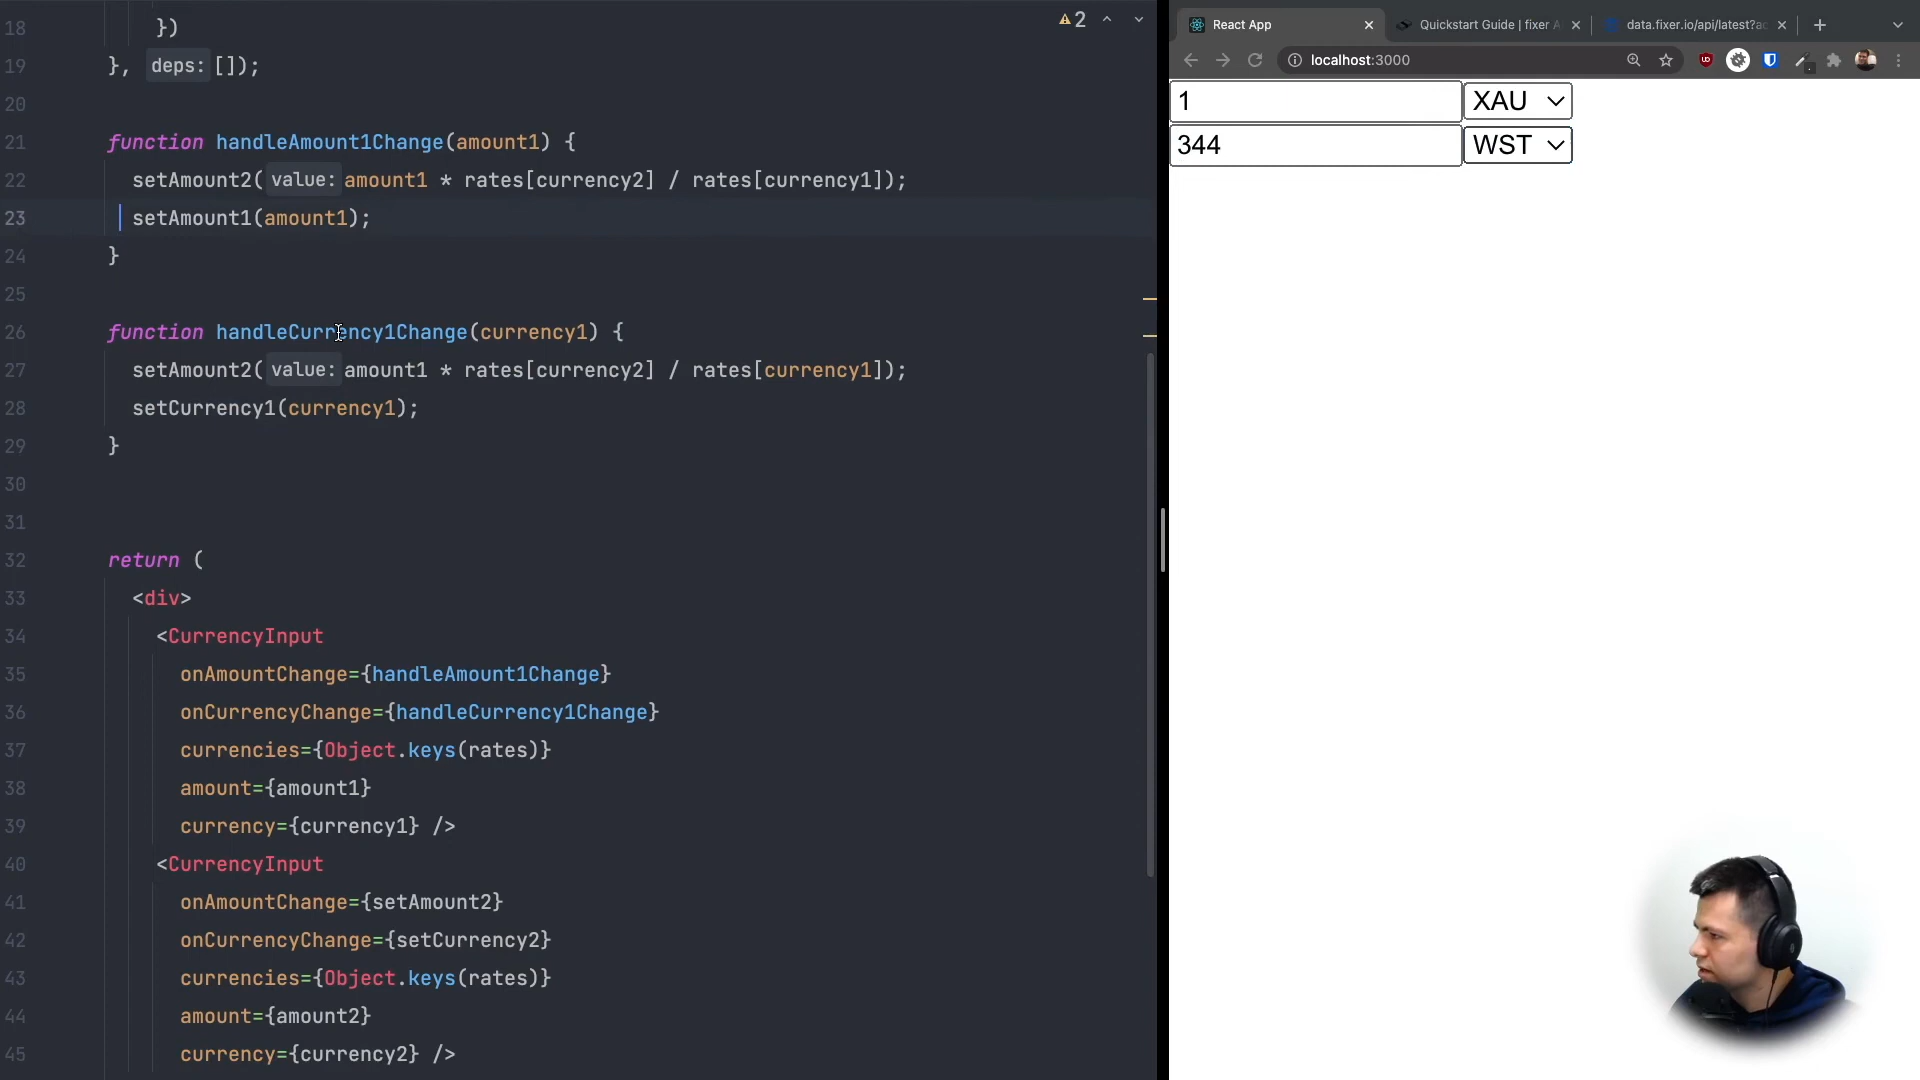 18 })
19 }, deps: []);
20
21 function handleAmount1Change(amount1) {
22 setAmount2( value: amount1 * rates[currency2] / rates[currency1]);
23 setAmount1(amount1);
24 }
25
26 function handleCurrency1Change(currency1) {
27 setAmount2( value: amount1 * rates[currency2] / rates[currency1]);
28 setCurrency1(currency1);
29 }
30
31
32 return (
33 <div>
34 <CurrencyInput
35 onAmountChange={handleAmount1Change}
36 onCurrencyChange={handleCurrency1Change}
37 currencies={Object.keys(rates)}
38 amount={amount1}
39 currency={currency1} />
40 <CurrencyInput
41 onAmountChange={setAmount2}
42 onCurrencyChange={setCurrency2}
43 currencies={Object.keys(rates)}
44 amount={amount2}
45 currency={currency2} />
2
React App
Quickstart Guide | fixer A
data.fixer.io/api/latest?ac
localhost:3000
1 XAU
344 WST